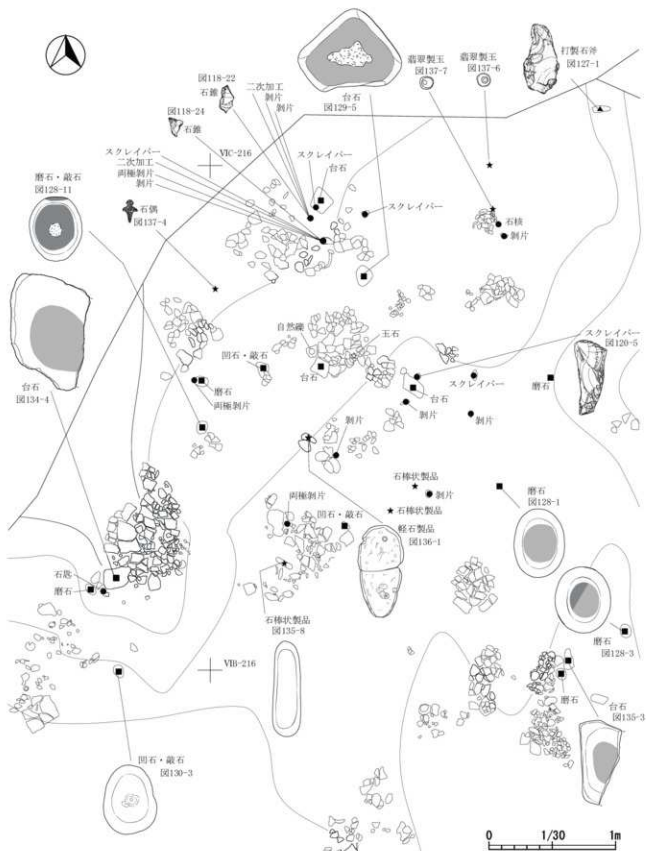 翡翠製玉
図137-7
翡翠製玉
図137-6
打製石斧
図127-1
図118-22
石錐
二次加工
剥片
剥片
台石
図129-5
図118-24
石錐
スクレイパー
二次加工
両極剥片
剥片
ⅥC-216
スクレイパー
台石
磨石・敲石
図128-11
石偶
図137-4
スクレイパー
石核
剥片
自然礫
玉石
スクレイパー
図120-5
凹石・敲石
台石
磨石
両極剥片
台石
スクレイパー
磨石
剥片
剥片
台石
図134-4
剥片
石棒状製品
剥片
石棒状製品
両極剥片
凹石・敲石
軽石製品
図136-1
磨石
図128-1
石匙
磨石
石棒状製品
図135-8
磨石
図128-3
ⅥB-216
磨石
台石
図135-3
凹石・敲石
図130-3
0 1/30 1m